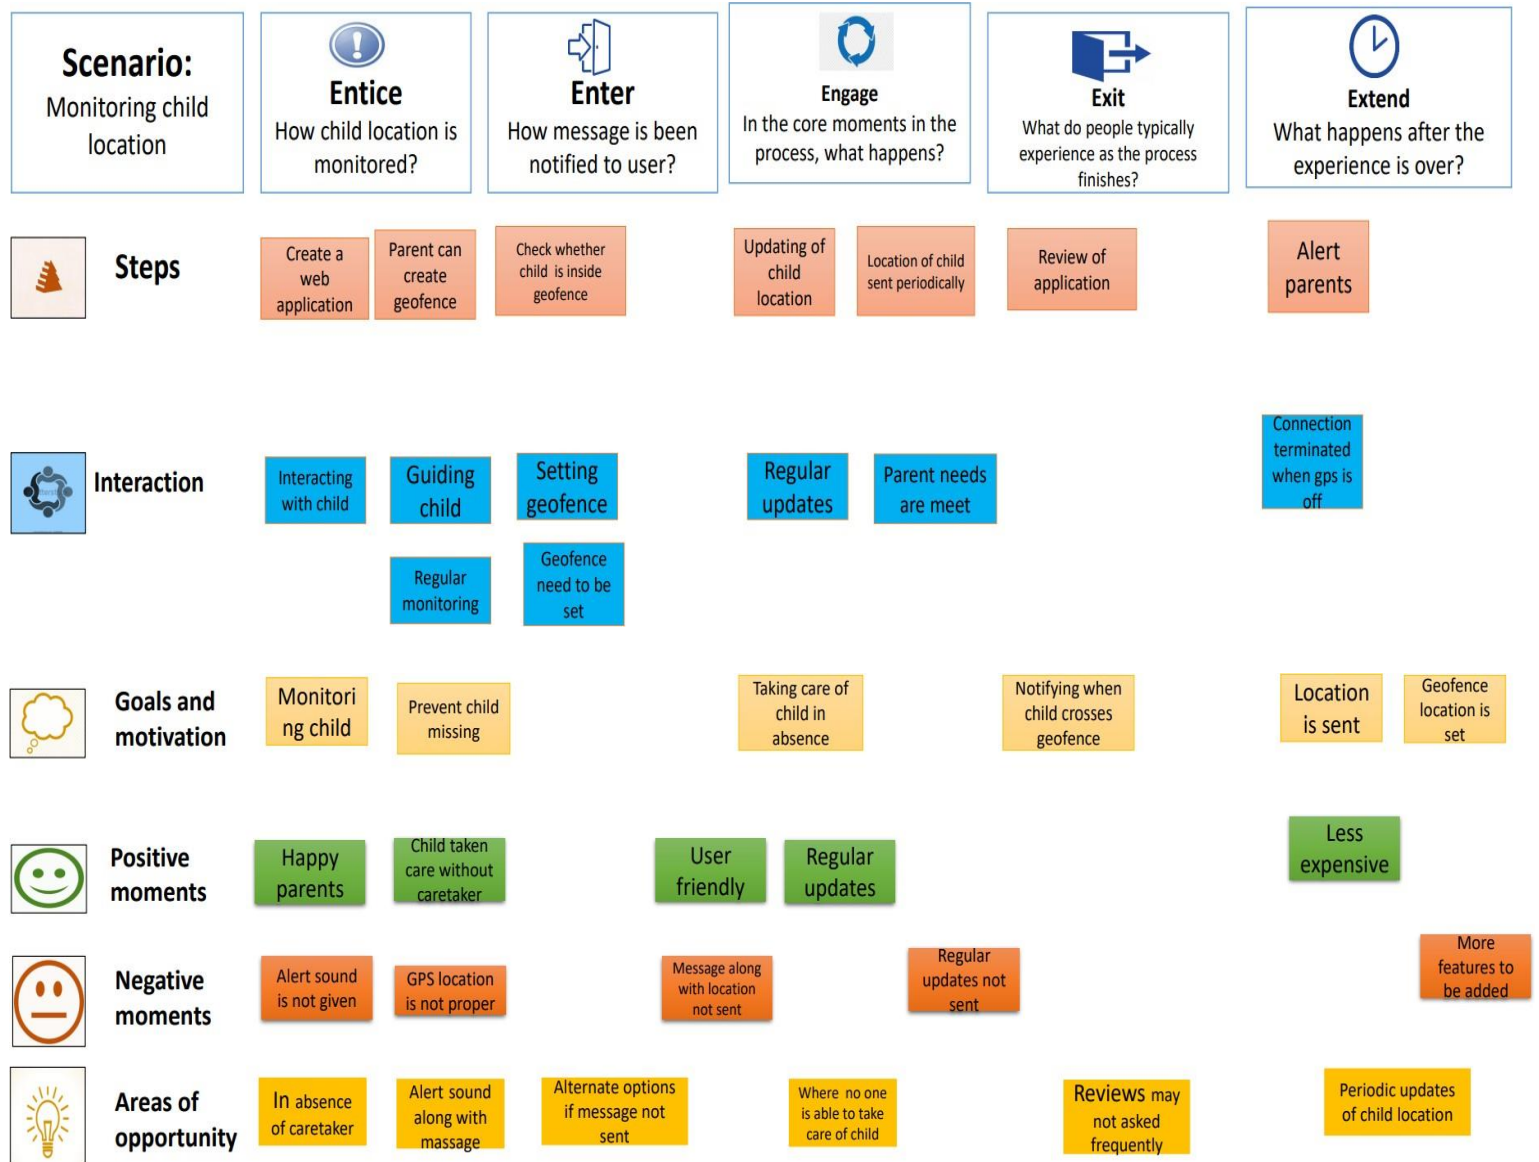 Scenario:
Monitoring child
location
Entice
How child location is
monitored?
Enter
How message is been
notified to user?
Engage
In the core moments in the
process, what happens?
Exit
What do people typically
experience as the process
finishes?
Extend
What happens after the
experience is over?
Steps
Create a
web
application
Parent can
create
geofence
Check whether
child is inside
geofence
Updating of
child
location
Location of child
sent periodically
Review of
application
Alert
parents
Interaction
Interacting
with child
Guiding
child
Setting
geofence
Regular
updates
Parent needs
are meet
Connection
terminated
when gps is
off
Regular
monitoring
Geofence
need to be
set
Goals and
motivation
Monitori
ng child
Prevent child
missing
Taking care of
child in
absence
Notifying when
child crosses
geofence
Location
is sent
Geofence
location is
set
Positive
moments
Happy
parents
Child taken
care without
caretaker
User
friendly
Regular
updates
Less
expensive
Negative
moments
Alert sound
is not given
GPS location
is not proper
Message along
with location
not sent
Regular
updates not
sent
More
features to
be added
Areas of
opportunity
In absence
of caretaker
Alert sound
along with
massage
Alternate options
if message not
sent
Where no one
is able to take
care of child
Reviews may
not asked
frequently
Periodic updates
of child location